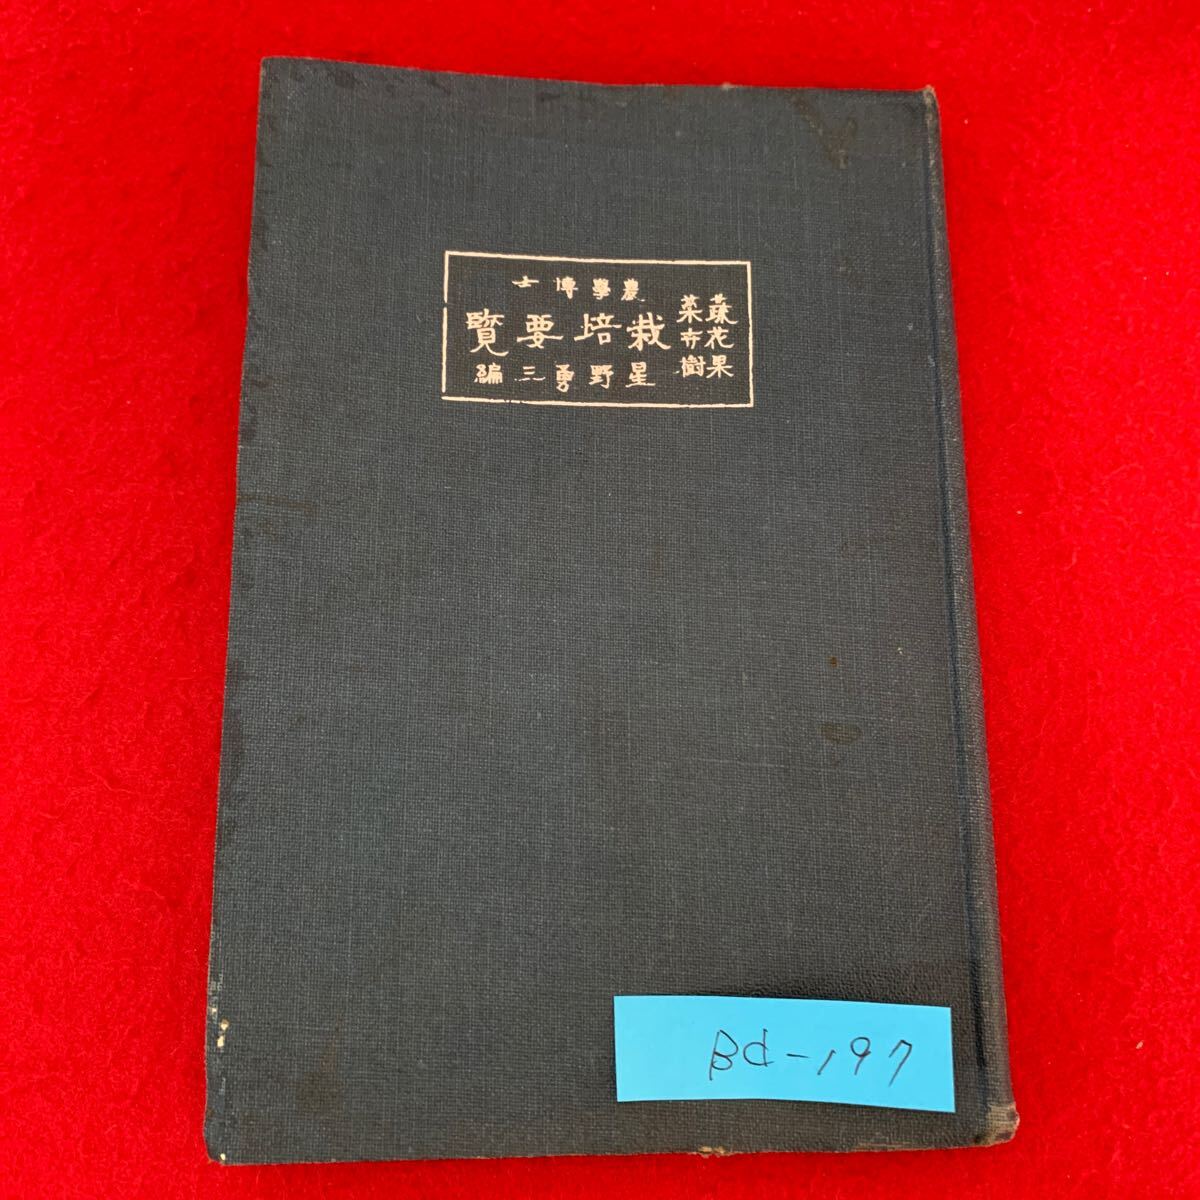 蔬菜
花卉
果樹
農學博士
栽培要覧
星野勇三編
Bd-197